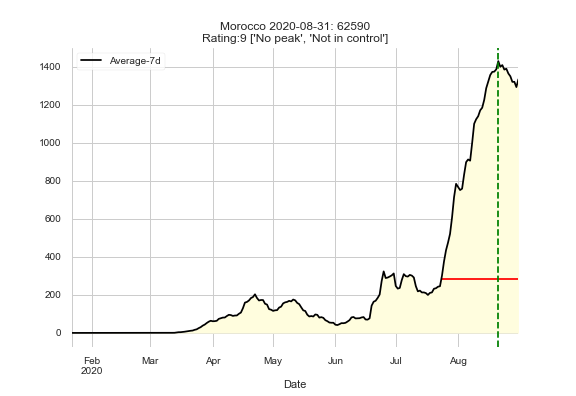 Morocco 2020-08-31: 62590
Rating:9 ['No peak', 'Not in control']
Average-7d
1400
1200
1000
800
600
400
200
0
Feb Mar Apr May Jun Jul Aug
2020
Date